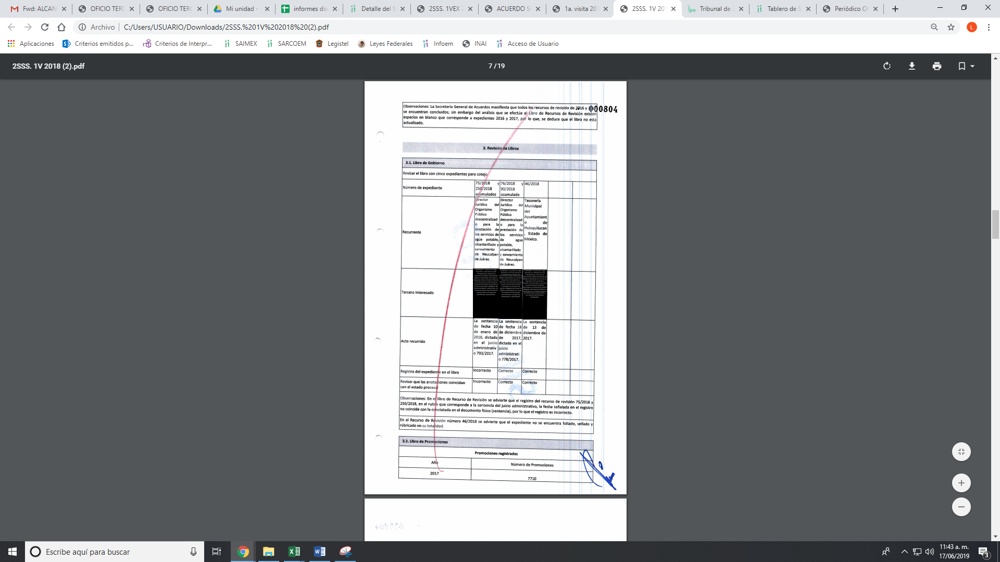 Fwd: ALCAN
OFICIO TERC
OFICIO TERC
Mi unidad -
informes dia
Detalle del S
2SSS. 1VEX 2
ACUERDO S
1a. visita 201
2SSS. 1V 201
Tribunal de J
Tablero de S
Periódico Of
Archivo | C:/Users/USUARIO/Downloads/2SSS.%201V%202018%20(2).pdf
L
Aplicaciones
Criterios emitidos p...
Criterios de Interpr...
SAIMEX
SARCOEM
Legistel
Leyes Federales
Infoem
INAI
Acceso de Usuario
2SSS. 1V 2018 (2).pdf
7 / 19
000804
Observaciones: La Secretaria General de Acuerdos manifiesta que todos los recursos de revisión de 2016 y
se encuentran concluidos; sin embargo del análisis que se efectúa al Libro de Recursos de Revisión existen
espacios en blanco que corresponde a expedientes 2016 y 2017, por lo que, se deduce que el libro no esta
actualizado.
3. Revisión de Libros
3.1. Libro de Gobierno
Revisar el libro con cinco expedientes para cotejo
Número de expediente
75/2018 y
250/2018
acumulados
76/2018 y
90/2018
acumulado
46/2018
Recurrente
Director
Jurídico del
Organismo
Público
descentralizad
o para la
prestación de
los servicios de
agua potable,
alcantarillado y
saneamiento
de Naucalpan
de Juárez.
Director
Jurídico del
Organismo
Público
descentralizad
o para la
prestación de
los servicios
de agua
potable,
alcantarillado
y saneamiento
de Naucalpan
de Juárez.
Tesorería
Municipal
del
Ayuntamient
o de
Huixquilucan
, Estado de
México.
Tercero interesado
Acto recurrido
La sentencia
de fecha 10
de enero de
2018, dictada
en el juicio
administrativ
o 793/2017.
La sentencia
de fecha 18
de diciembre
de 2017,
dictada en el
juicio
administrati
o 778/2017.
La sentencia
de 13 de
diciembre de
2017.
Registro del expediente en el libro
Incorrecto
Correcto
Correcto
Revisar que las anotaciones coincidan
con el estado procesal
Incorrecto
Correcto
Correcto
Observaciones: En el libro de Recurso de Revisión se advierte que el registro del recurso de revisión 75/2018 y
250/2018, en el rubro que corresponde a la sentencia del juicio administrativo, la fecha señalada en el registro
no coincide con la constatada en el documento físico (sentencia), por lo que el registro es incorrecto.
En el Recurso de Revisión número 46/2018 se advierte que el expediente no se encuentra foliado, sellado y
rúbricado en su totalidad.
3.2. Libro de Promociones
Promociones registradas
Año
Número de Promociones
2017
7710
Escribe aquí para buscar
11:43 a. m.
17/06/2019
3